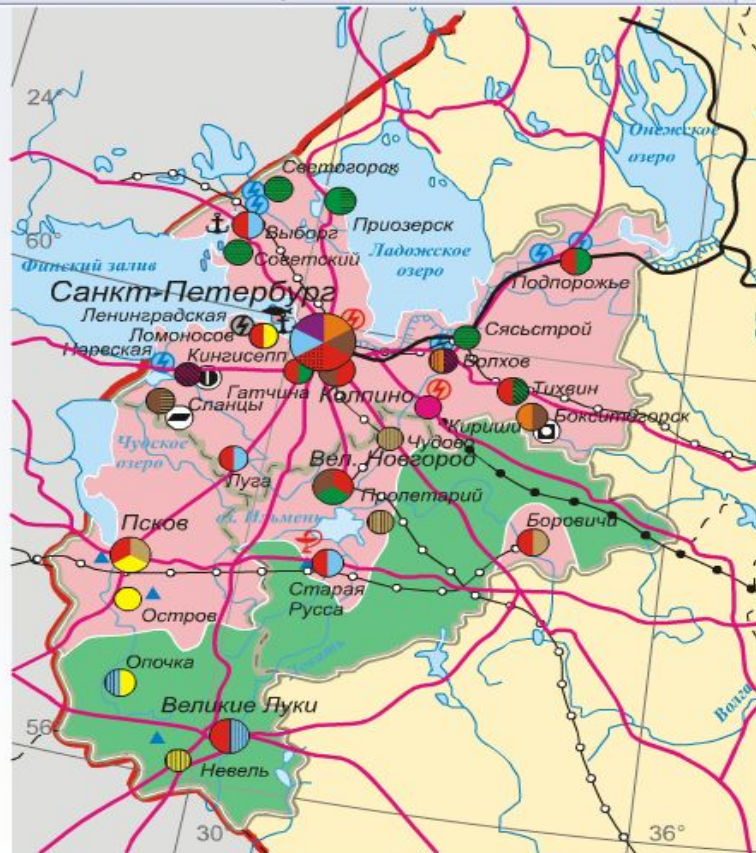 24°
Онежское
озеро
Светогорск
Приозерск
60°
Выборг
Ладожское
озеро
Советский
Финский залив
Подпорожье
Санкт-Петербург
Ленинградская
Ломоносов
Сясьстрой
Нарвская
Кингисепп
Волхов
Гатчина
Колпино
Тихвин
Сланцы
Кириши
Бокситогорск
Чудское
озеро
Чудово
Луга
Вел. Новгород
Пролетарий
оз. Ильмень
Псков
Боровичи
Старая
Русса
Остров
Ловать
Опочка
Великие Луки
Волга
56°
Невель
30°
36°